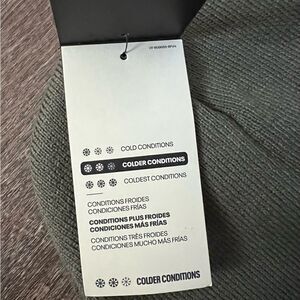 COLD CONDITIONS
COLDER CONDITIONS
COLDEST CONDITIONS
CONDITIONS FROIDES
CONDICIONES FRÍAS
CONDITIONS PLUS FROIDES
CONDICIONES MÁS FRÍAS
CONDITIONS TRÈS FROIDES
CONDICIONES MUCHO MÁS FRÍAS
COLDER CONDITIONS